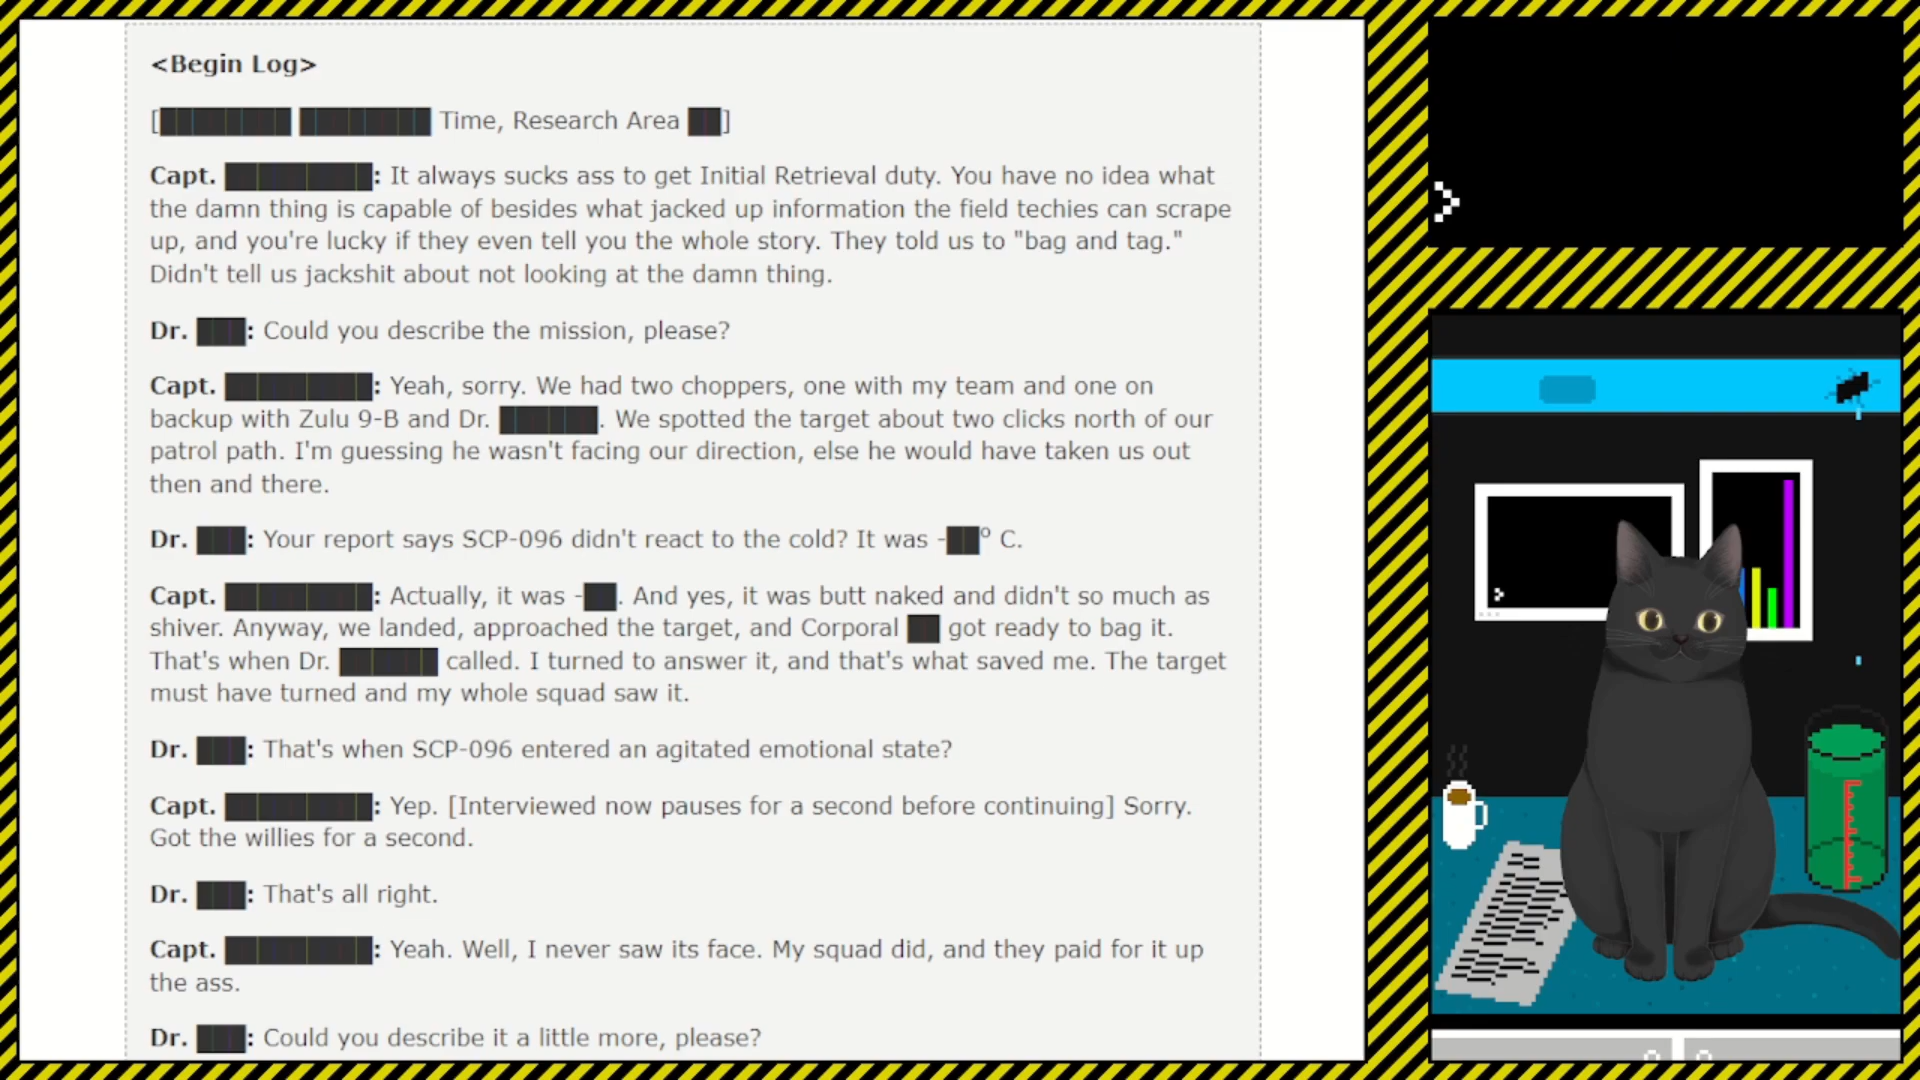 <Begin Log>
[████████ ████████ Time, Research Area ██]
Capt. █████████: It always sucks ass to get Initial Retrieval duty. You have no idea what
the damn thing is capable of besides what jacked up information the field techies can scrape
up, and you're lucky if they even tell you the whole story. They told us to "bag and tag."
Didn't tell us jackshit about not looking at the damn thing.
Dr. ███: Could you describe the mission, please?
Capt. █████████: Yeah, sorry. We had two choppers, one with my team and one on
backup with Zulu 9-B and Dr. ██████. We spotted the target about two clicks north of our
patrol path. I'm guessing he wasn't facing our direction, else he would have taken us out
then and there.
Dr. ███: Your report says SCP-096 didn't react to the cold? It was -██º C.
Capt. █████████: Actually, it was -██. And yes, it was butt naked and didn't so much as
shiver. Anyway, we landed, approached the target, and Corporal ██ got ready to bag it.
That's when Dr. ██████ called. I turned to answer it, and that's what saved me. The target
must have turned and my whole squad saw it.
Dr. ███: That's when SCP-096 entered an agitated emotional state?
Capt. █████████: Yep. [Interviewed now pauses for a second before continuing] Sorry.
Got the willies for a second.
Dr. ███: That's all right.
Capt. █████████: Yeah. Well, I never saw its face. My squad did, and they paid for it up
the ass.
Dr. ███: Could you describe it a little more, please?